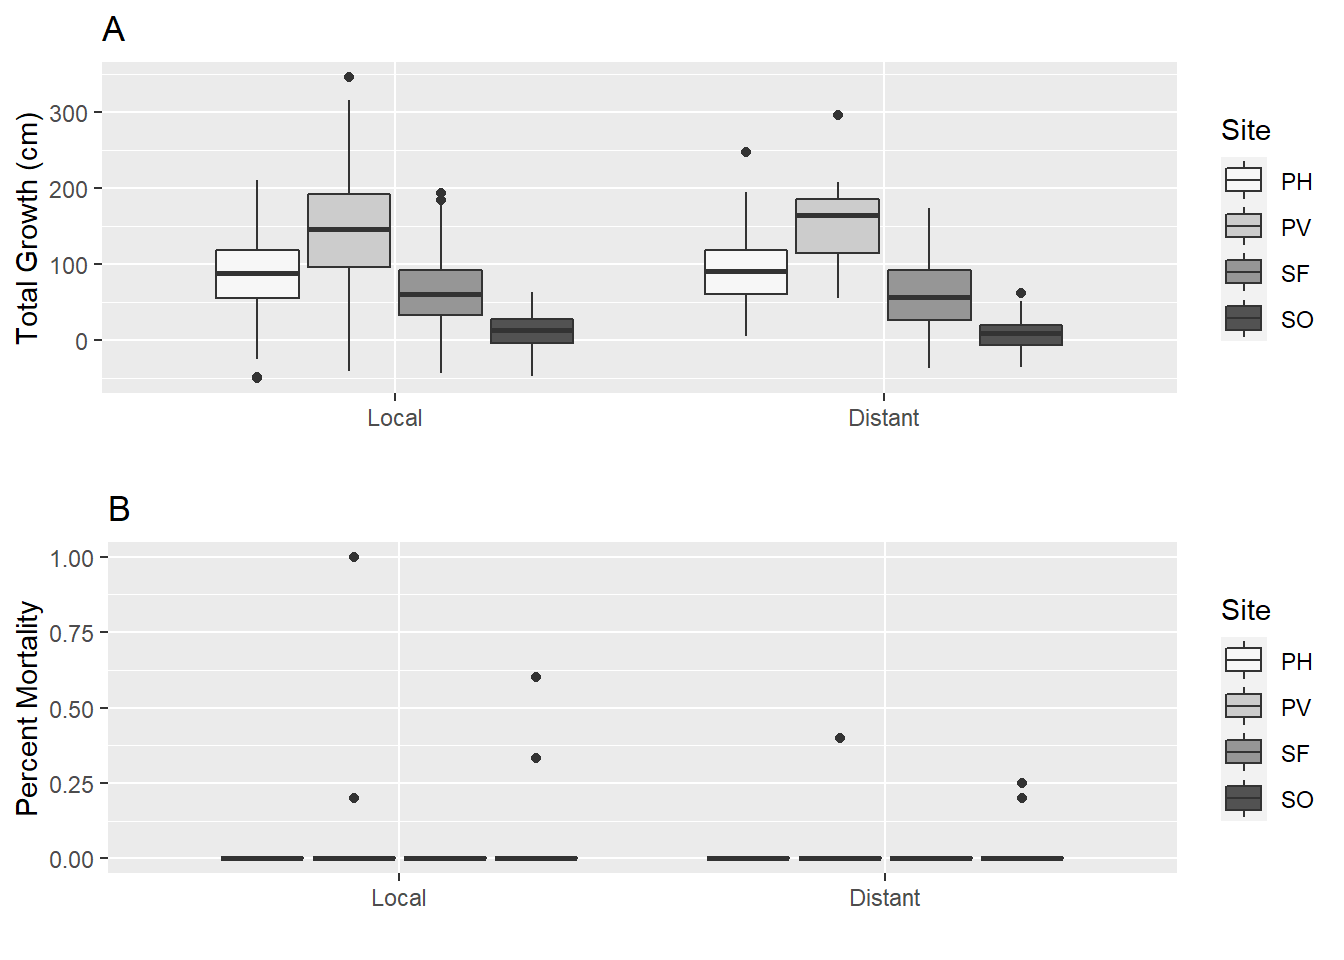 A
Total Growth (cm)
300
200
100
0
Local
Distant
Site
PH
PV
SF
SO
B
Percent Mortality
1.00
0.75
0.50
0.25
0.00
Local
Distant
Site
PH
PV
SF
SO